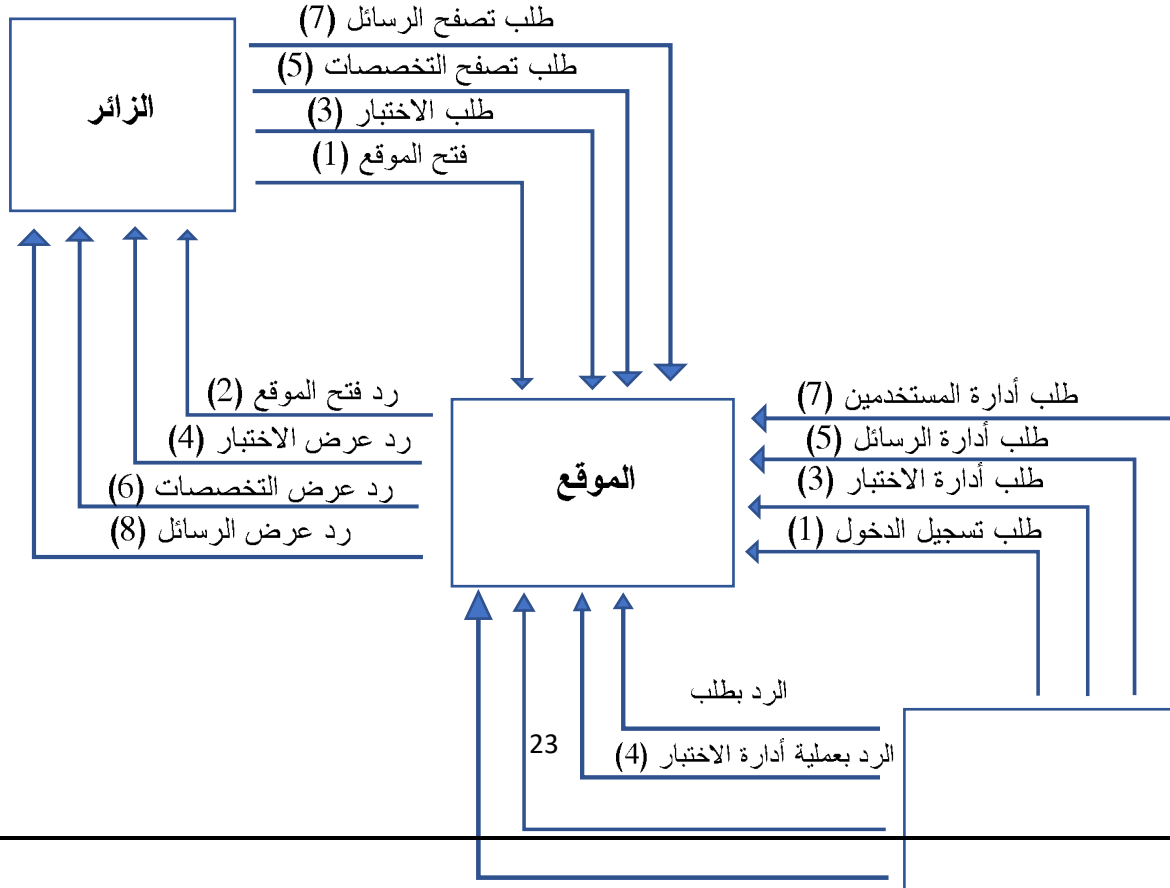 طلب تصفح الرسائل (7)
طلب تصفح التخصصات (5)
طلب الاختبار (3)
فتح الموقع (1)
الزائر
رد فتح الموقع (2)
رد عرض الاختبار (4)
رد عرض التخصصات (6)
رد عرض الرسائل (8)
الموقع
طلب أدارة المستخدمين (7)
طلب أدارة الرسائل (5)
طلب أدارة الاختبار (3)
طلب تسجيل الدخول (1)
الرد بطلب
الرد بعملية أدارة الاختبار (4)
23